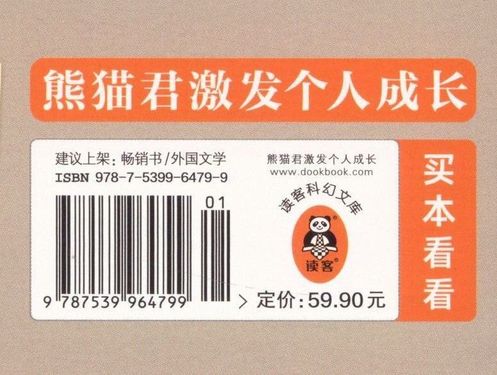 熊猫君激发个人成长
建议上架：畅销书/外国文学
ISBN 978-7-5399-6479-9
01
9 787539 964799 >
熊猫君激发个人成长
www.dookbook.com
读客科幻文库
®
读客
定价：59.90元
买本看看